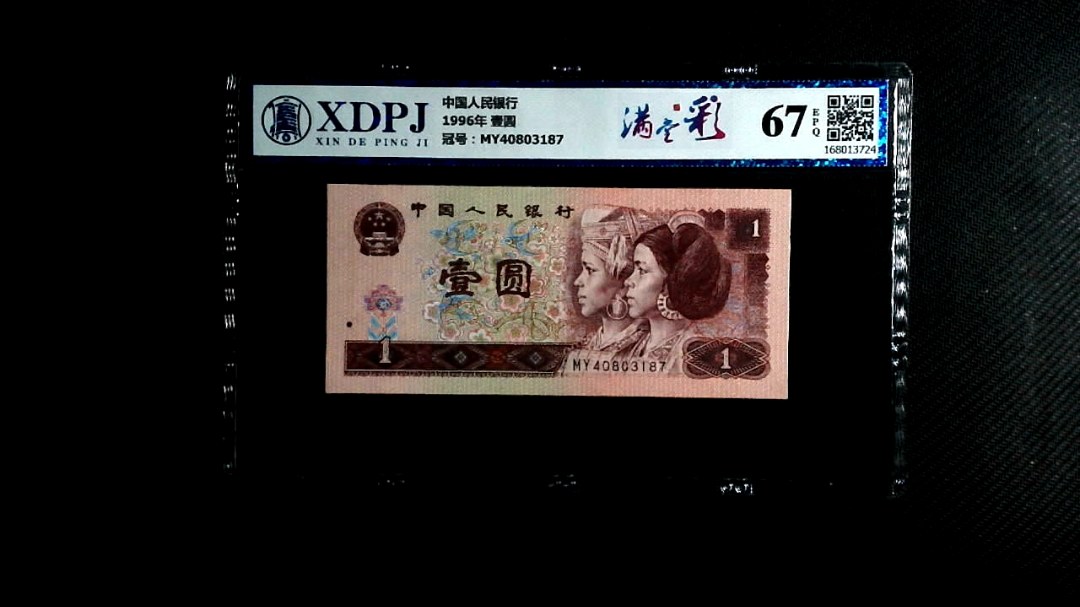 XDPJ
XIN DE PING JI
中国人民银行
1996年 壹圆
冠号：MY40803187
满堂彩
67
EPQ
168013724
中国人民银行
1
壹圆
1
MY40803187
1